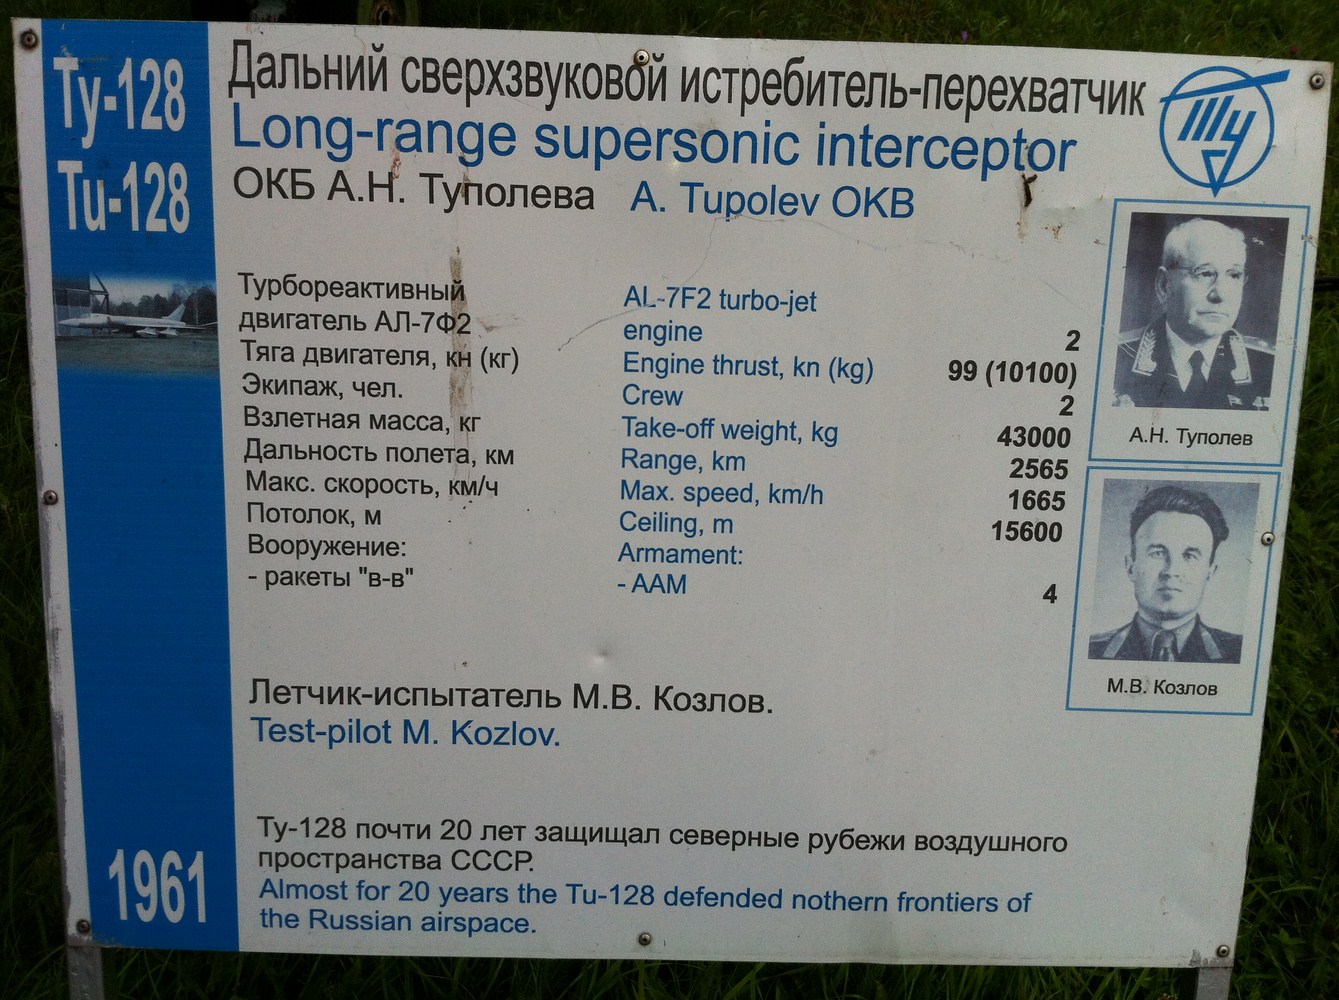 Ту-128
Tu-128
Дальний сверхзвуковой истребитель-перехватчик
Long-range supersonic interceptor
ОКБ А.Н. Туполева A. Tupolev OKB
Ту
Турбореактивный
двигатель АЛ-7Ф2
AL-7F2 turbo-jet
engine 2
Тяга двигателя, кн (кг) Engine thrust, kn (kg) 99 (10100)
Экипаж, чел. Crew 2
Взлетная масса, кг Take-off weight, kg 43000
Дальность полета, км Range, km 2565
Макс. скорость, км/ч Max. speed, km/h 1665
Потолок, м Ceiling, m 15600
Вооружение: Armament:
- ракеты "в-в" - AAM 4
А.Н. Туполев
М.В. Козлов
Летчик-испытатель М.В. Козлов.
Test-pilot M. Kozlov.
1961
Ту-128 почти 20 лет защищал северные рубежи воздушного
пространства СССР.
Almost for 20 years the Tu-128 defended nothern frontiers of
the Russian airspace.